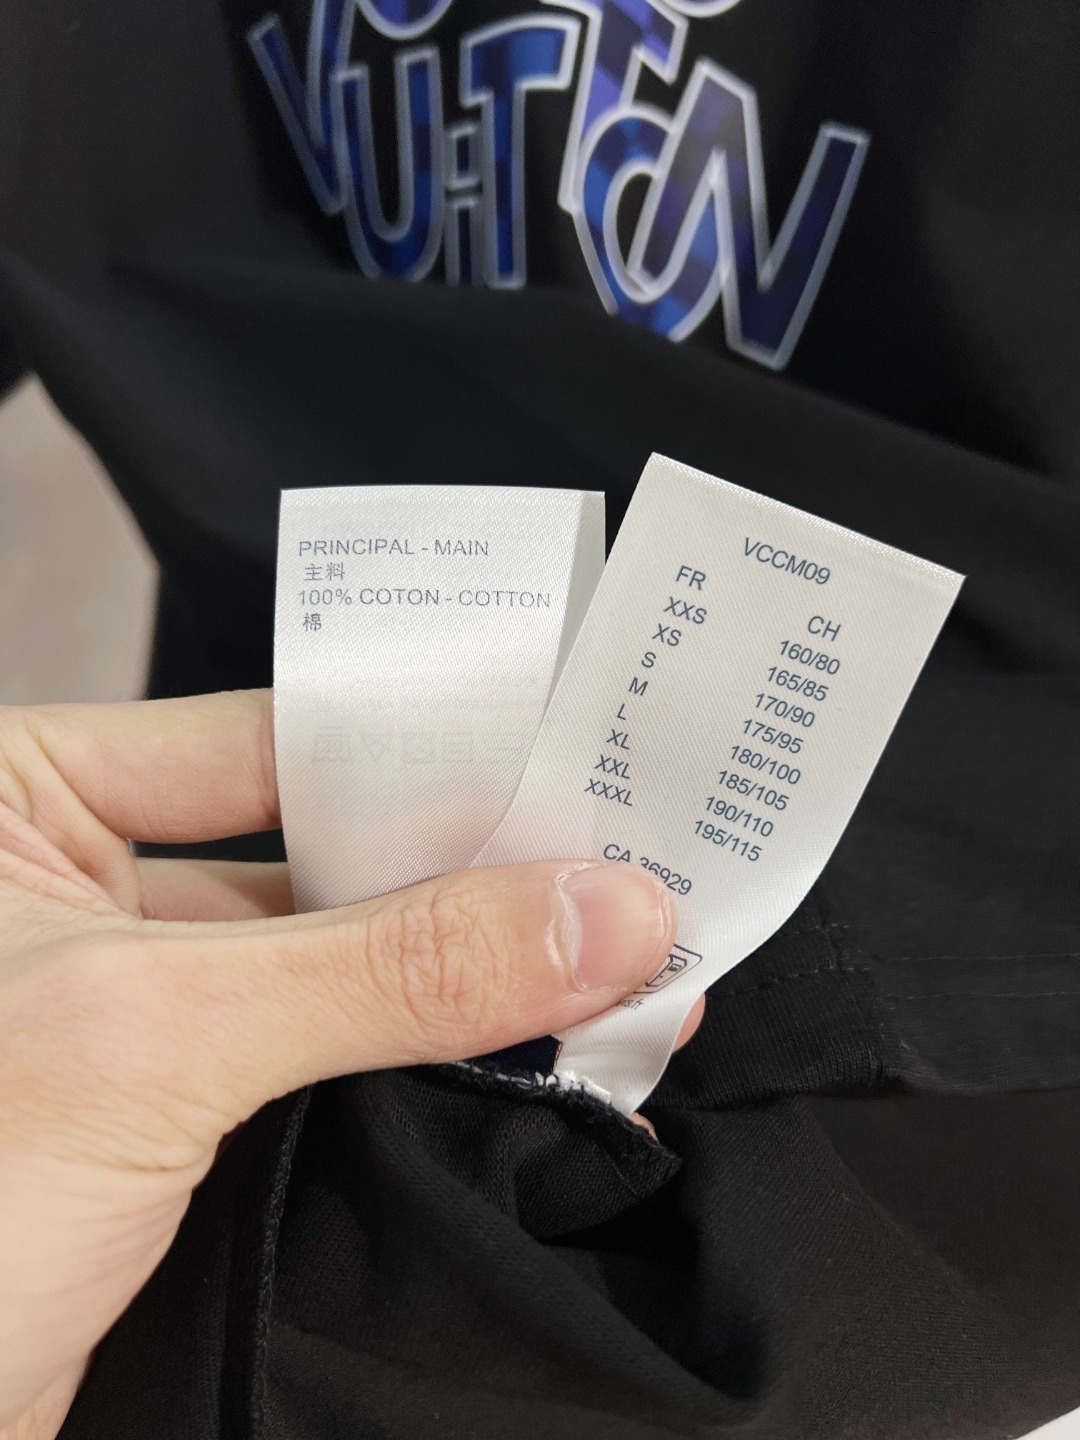 VUITTON
PRINCIPAL - MAIN
主料
100% COTON - COTTON
棉
VCCM09
FR CH
XXS 160/80
XS 165/85
S 170/90
M 175/95
L 180/100
XL 185/105
XXL 190/110
XXXL 195/115
CA 36929